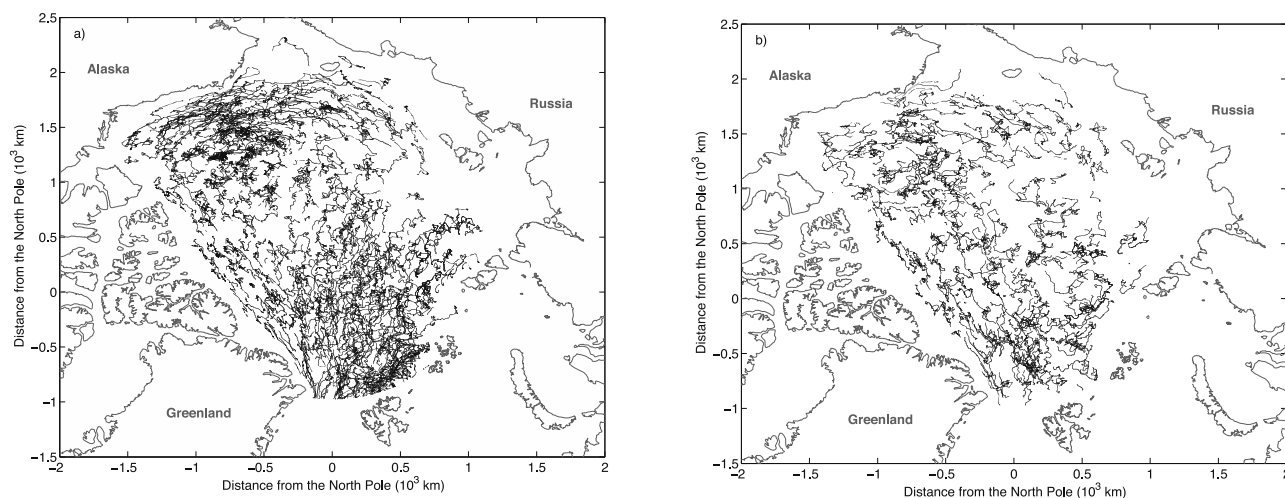 a)
Alaska
Russia
Greenland
2.5
2
1.5
1
0.5
0
−0.5
−1
−1.5
−2 −1.5 −1 −0.5 0 0.5 1 1.5 2
Distance from the North Pole (10³ km)
Distance from the North Pole (10³ km)
b)
Alaska
Russia
Greenland
2.5
2
1.5
1
0.5
0
−0.5
−1
−1.5
−2 −1.5 −1 −0.5 0 0.5 1 1.5 2
Distance from the North Pole (10³ km)
Distance from the North Pole (10³ km)